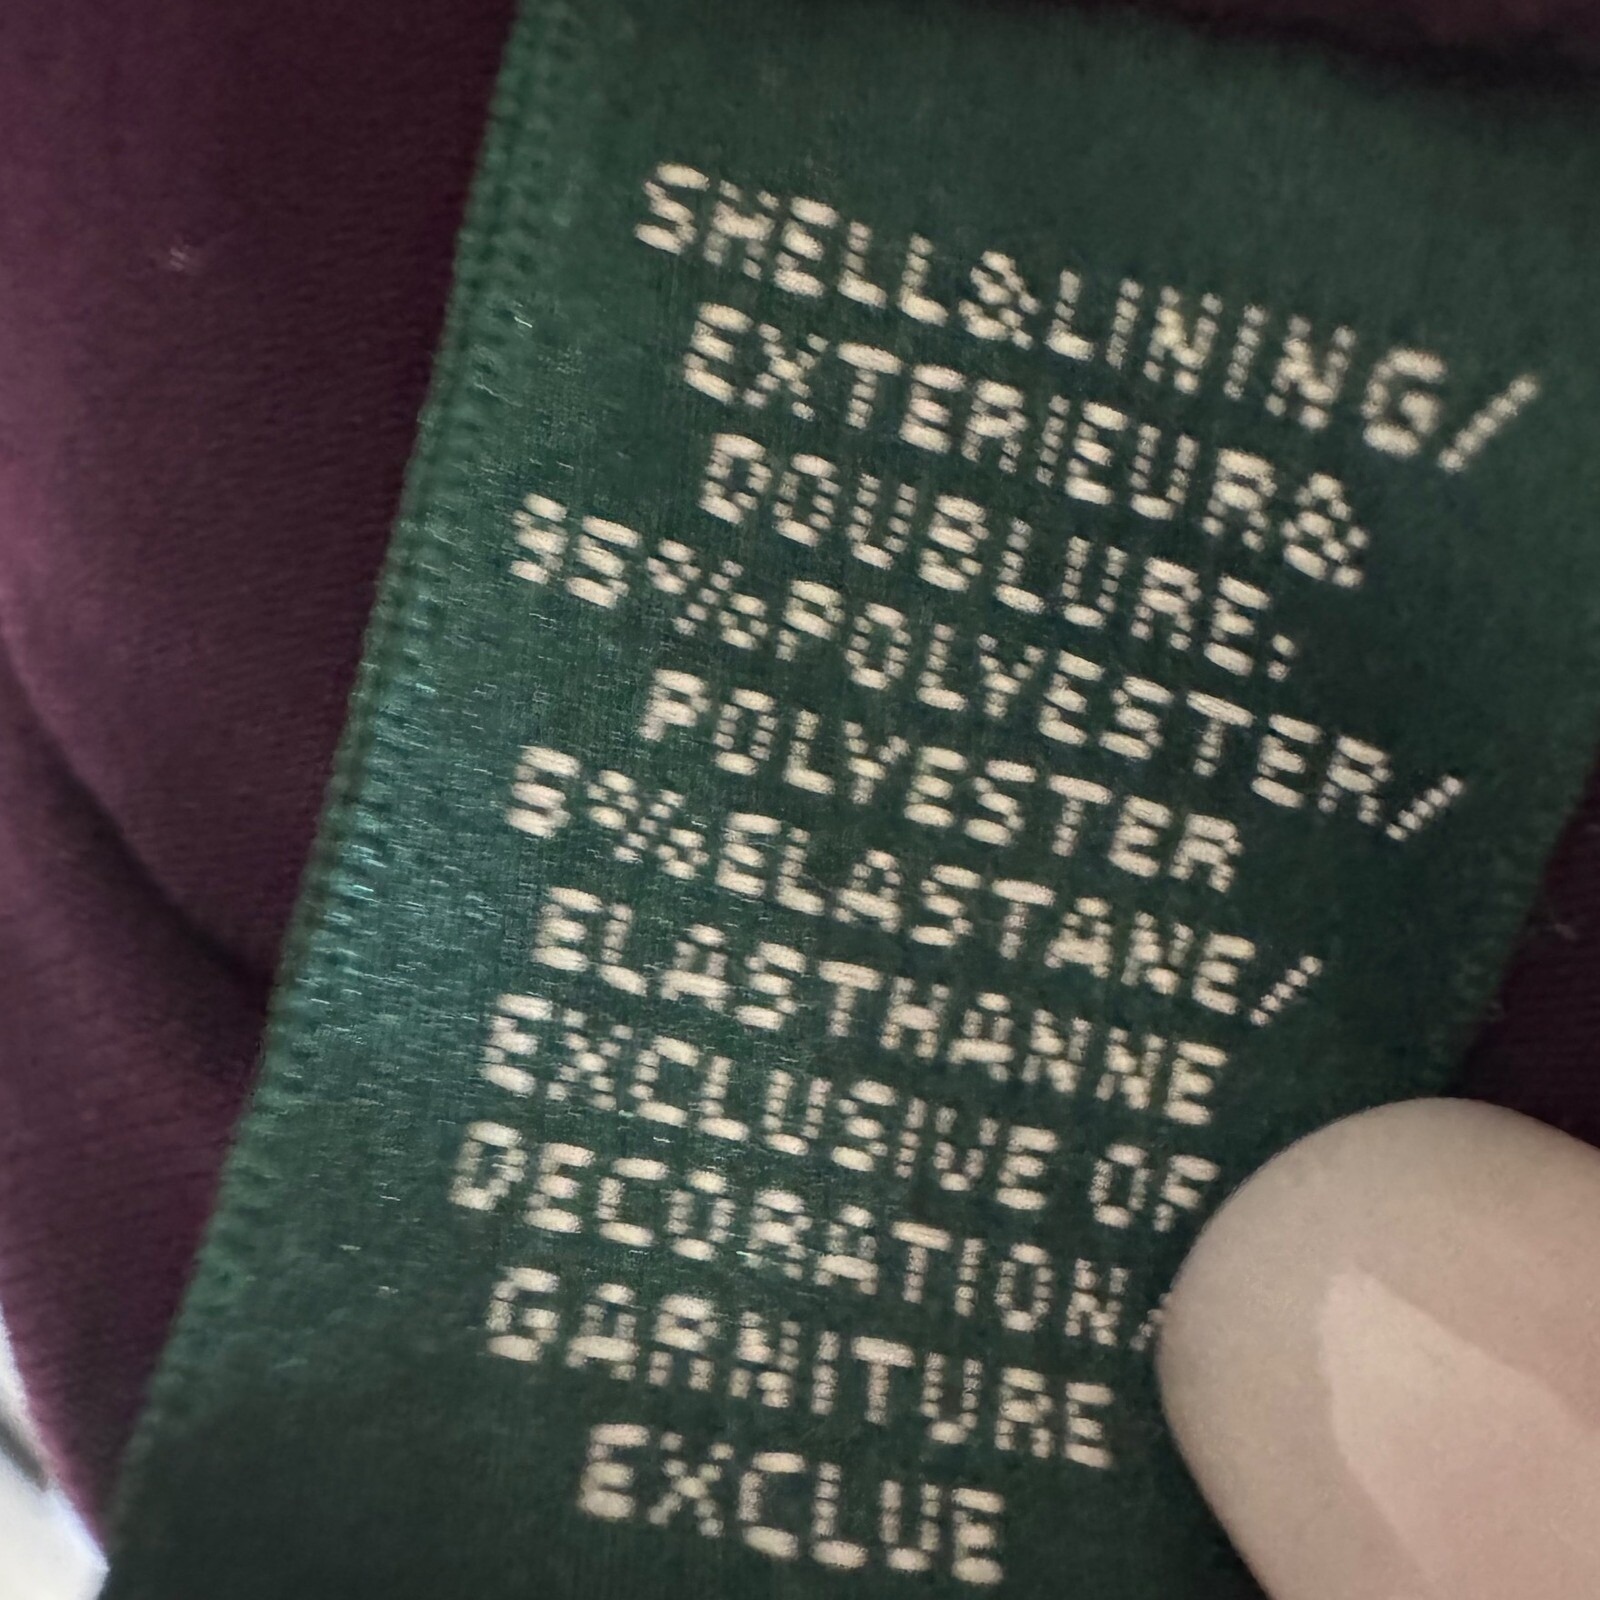 SHELL&LINING/
EXTERIEUR&
DOUBLURE:
95%POLYESTER/
POLYESTER
5%ELASTANE/
ELASTHANNE
EXCLUSIVE OF
DECORATION,
GARNITURE
EXCLUE